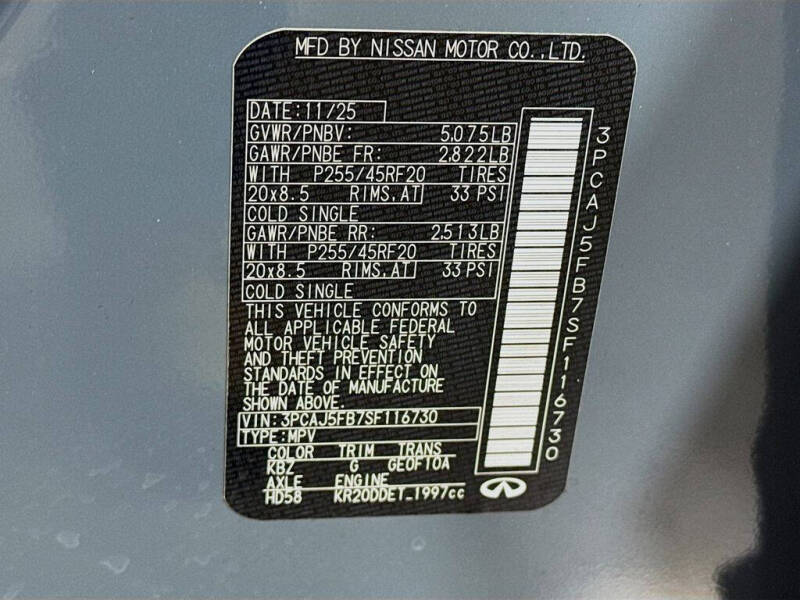 MFD BY NISSAN MOTOR CO.,LTD.
DATE:11/25
GVWR/PNBV: 5,075LB
GAWR/PNBE FR: 2,822LB
WITH P255/45RF20 TIRES
20x8.5 RIMS.AT 33 PSI
COLD SINGLE
GAWR/PNBE RR: 2,513LB
WITH P255/45RF20 TIRES
20x8.5 RIMS.AT 33 PSI
COLD SINGLE
THIS VEHICLE CONFORMS TO
ALL APPLICABLE FEDERAL
MOTOR VEHICLE SAFETY
AND THEFT PREVENTION
STANDARDS IN EFFECT ON
THE DATE OF MANUFACTURE
SHOWN ABOVE.
VIN:3PCAJ5FB7SF116730
TYPE:MPV
COLOR TRIM TRANS
KBZ G GE0F10A
AXLE ENGINE
HD58 KR20DDET_1997cc
3PCAJ5FB7SF116730